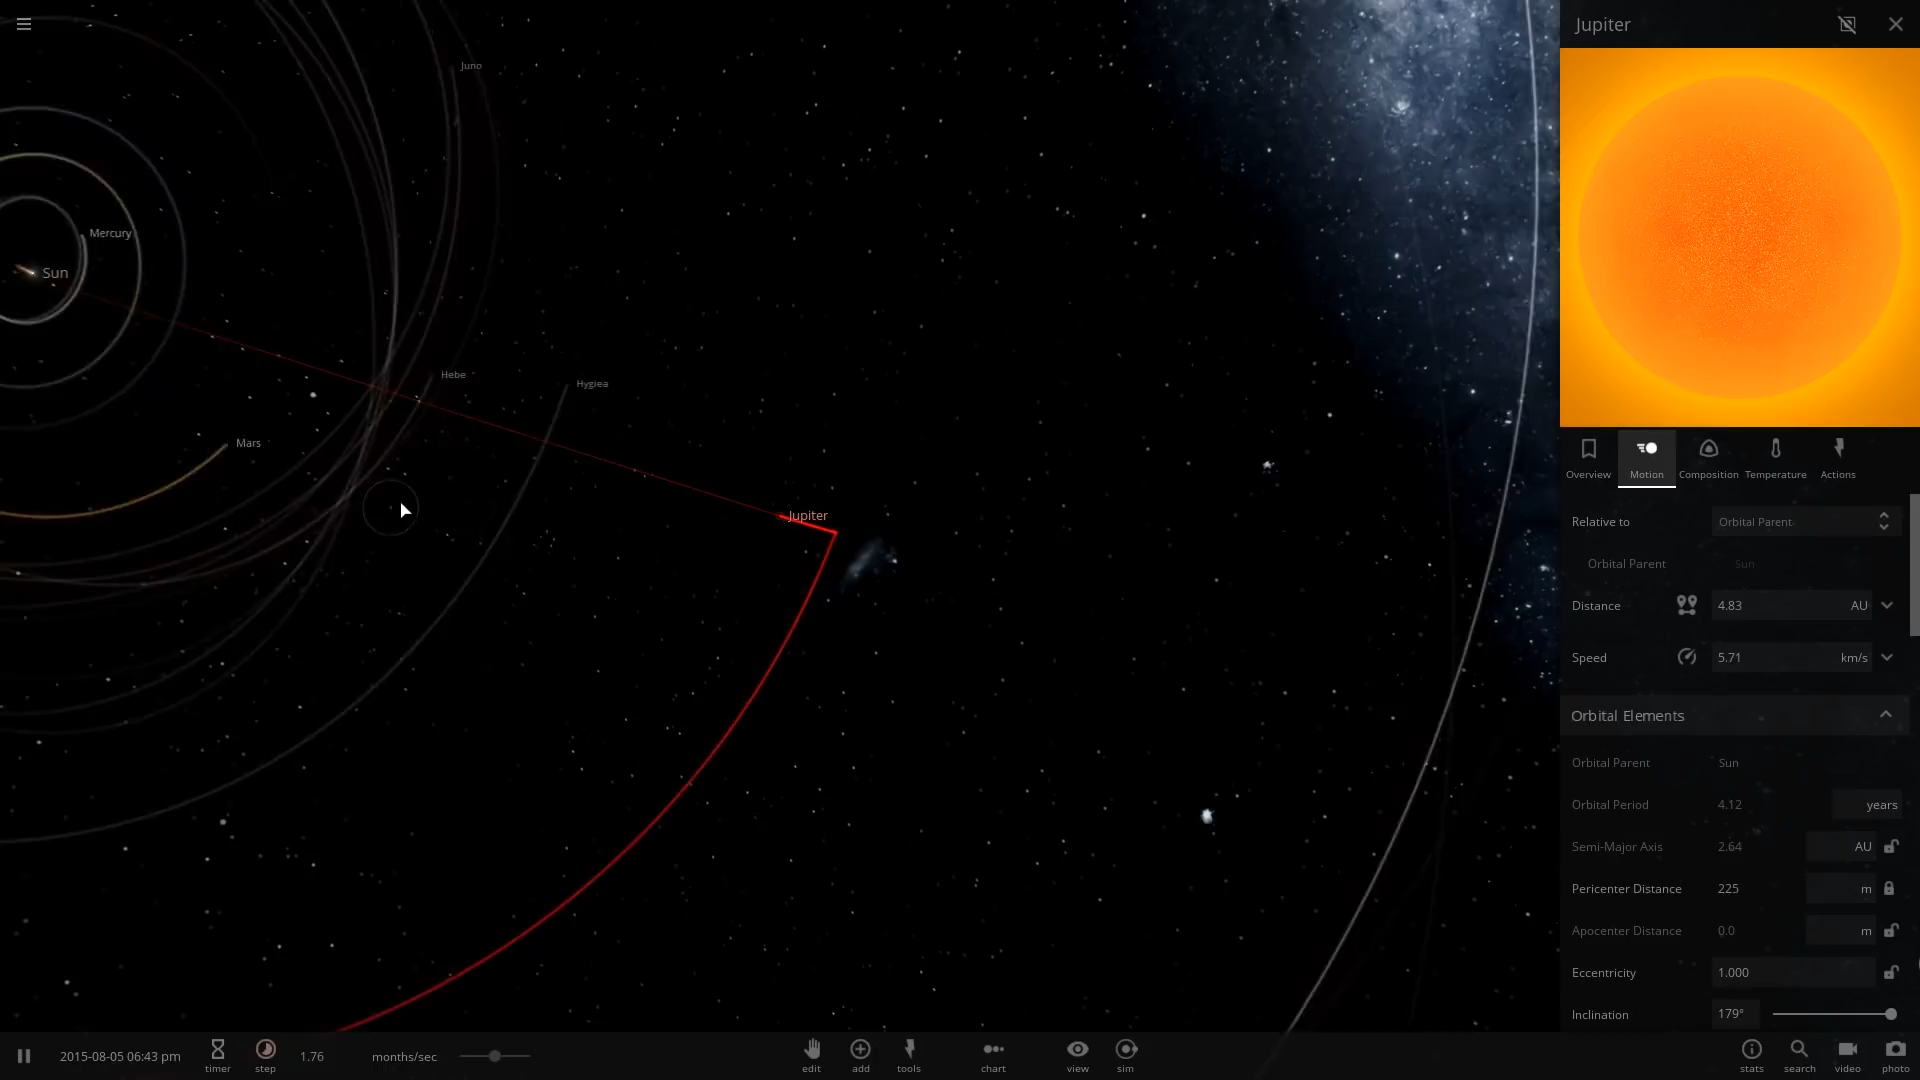 Jupiter
Juno
Mercury
Sun
Hebe
Hygiea
Mars
Jupiter
Overview Motion Composition Temperature Actions
Relative to Orbital Parent
Orbital Parent Sun
Distance 4.83 AU
Speed 5.71 km/s
Orbital Elements
Orbital Parent Sun
Orbital Period 4.12 years
Semi-Major Axis 2.64 AU
Pericenter Distance 225 m
Apocenter Distance 0.0 m
Eccentricity 1.000
Inclination 179°
2015-08-05 06:43 pm timer step 1.76 months/sec edit add tools chart view sim stats search video photo